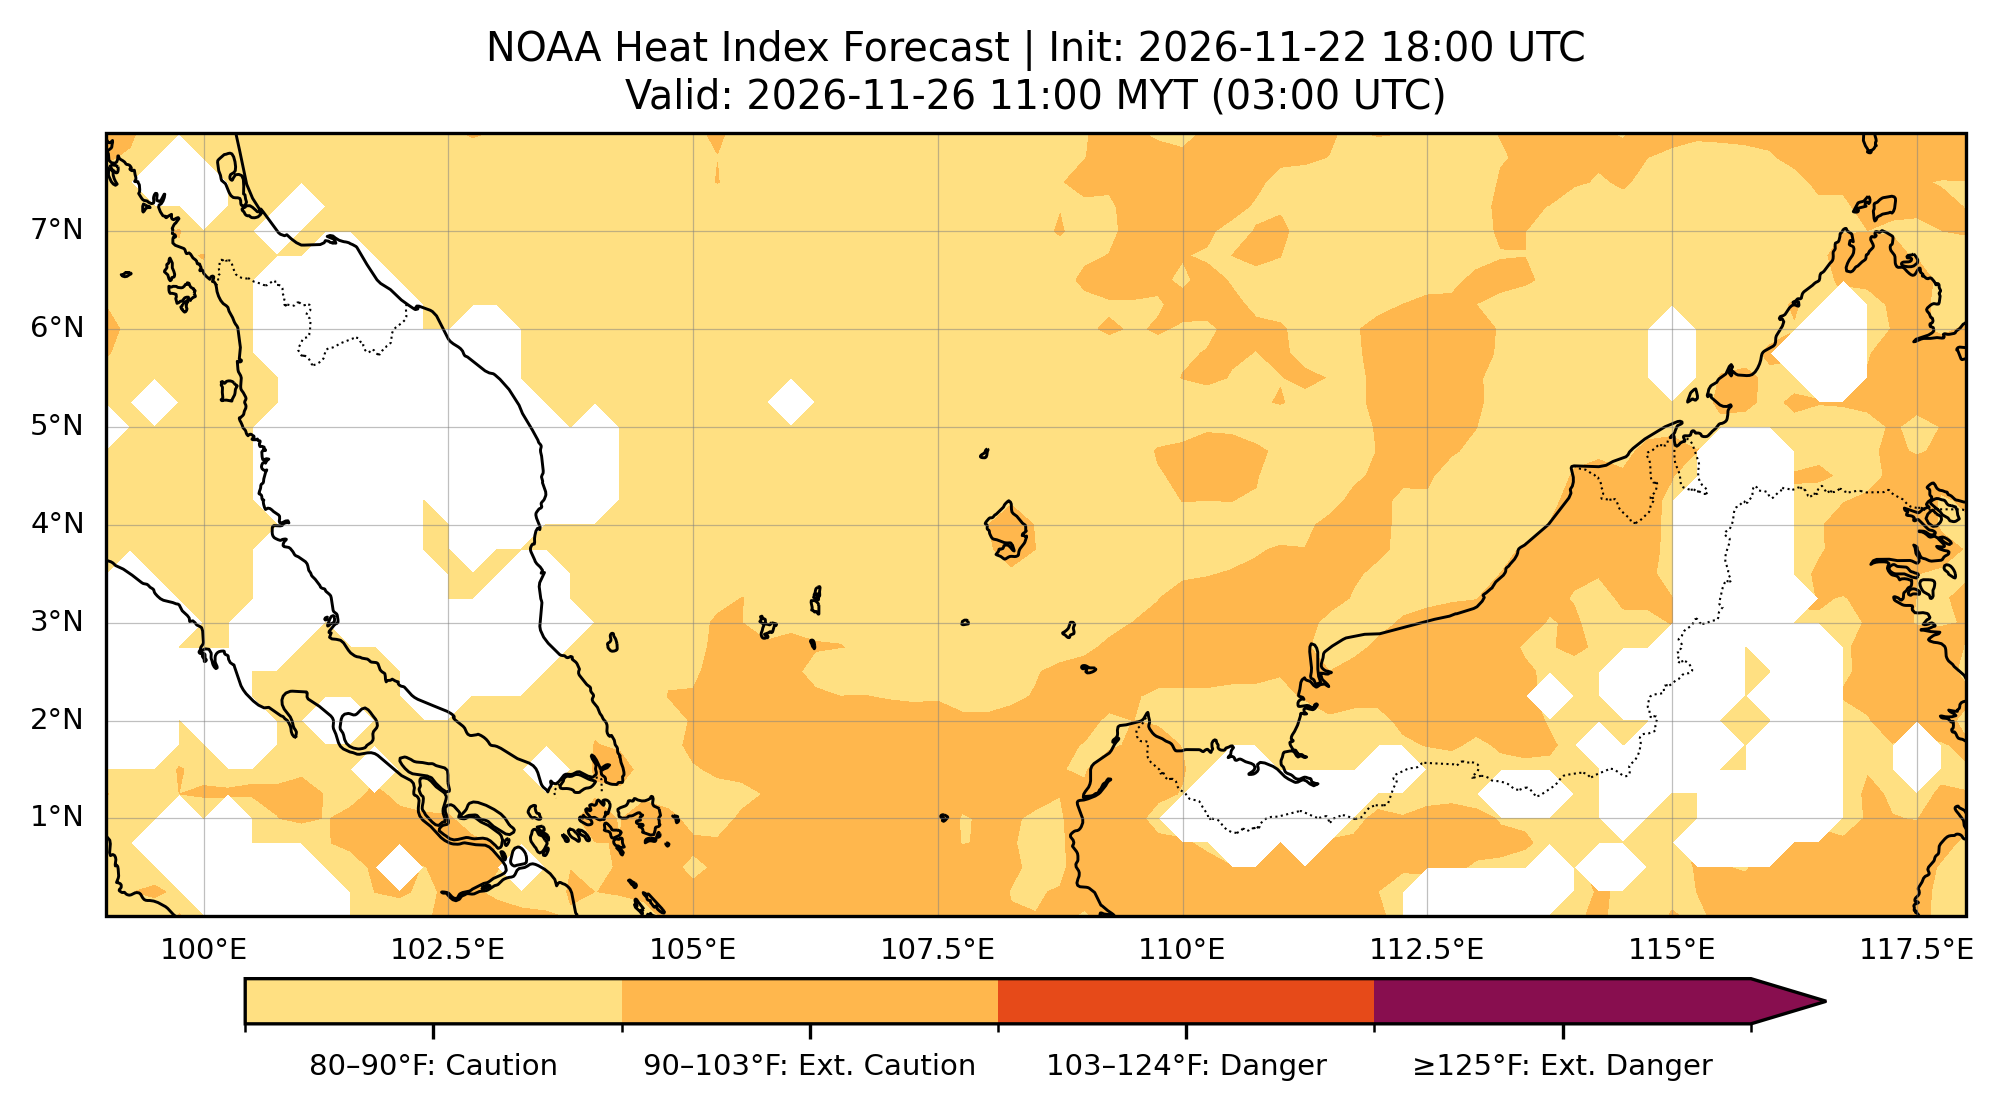 NOAA Heat Index Forecast | Init: 2026-11-22 18:00 UTC
Valid: 2026-11-26 11:00 MYT (03:00 UTC)
7°N
6°N
5°N
4°N
3°N
2°N
1°N
100°E 102.5°E 105°E 107.5°E 110°E 112.5°E 115°E 117.5°E
80–90°F: Caution 90–103°F: Ext. Caution 103–124°F: Danger ≥125°F: Ext. Danger